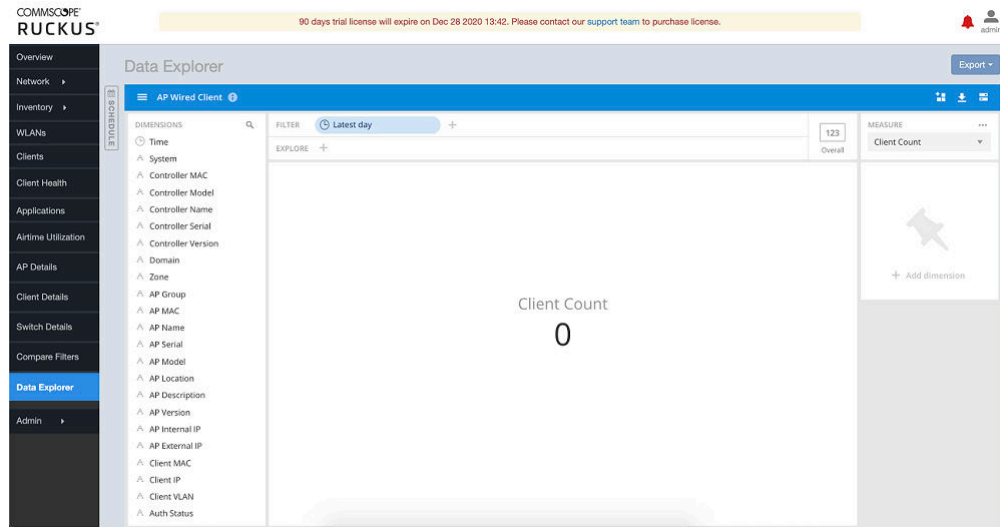 COMMSCOPE®
RUCKUS®
90 days trial license will expire on Dec 28 2020 13:42. Please contact our support team to purchase license.
admin
Overview
Network
Inventory
WLANs
Clients
Client Health
Applications
Airtime Utilization
AP Details
Client Details
Switch Details
Compare Filters
Data Explorer
Admin
SCHEDULE
Data Explorer
Export
AP Wired Client
DIMENSIONS
Time
System
Controller MAC
Controller Model
Controller Name
Controller Serial
Controller Version
Domain
Zone
AP Group
AP MAC
AP Name
AP Serial
AP Model
AP Location
AP Description
AP Version
AP Internal IP
AP External IP
Client MAC
Client IP
Client VLAN
Auth Status
FILTER Latest day +
EXPLORE +
123
Overall
Client Count
0
MEASURE ...
Client Count
+ Add dimension